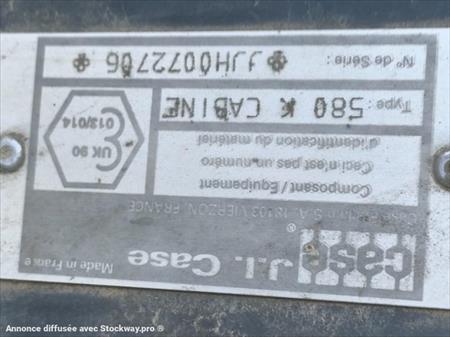 case
J.I. Case
®
Made in France
VIERZON, FRANCE
Composant / Equipement
Ceci n'est pas un numéro
d'identification du matériel
Type : 580 K CABINE
UK 90
013/014
N° de Série: JJH0072706
Annonce diffusée avec Stockway.pro ®